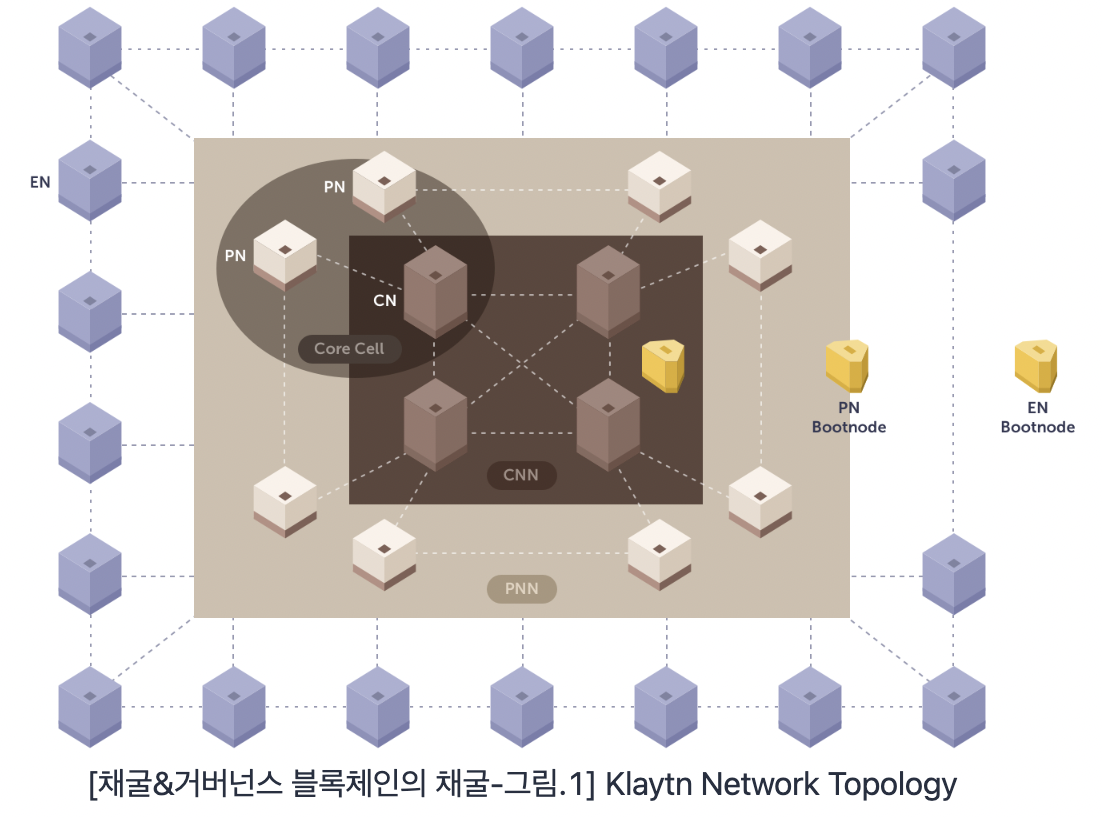 EN
PN
PN
CN
Core Cell
PN
Bootnode
EN
Bootnode
CNN
PNN
[채굴&거버넌스 블록체인의 채굴-그림.1] Klaytn Network Topology